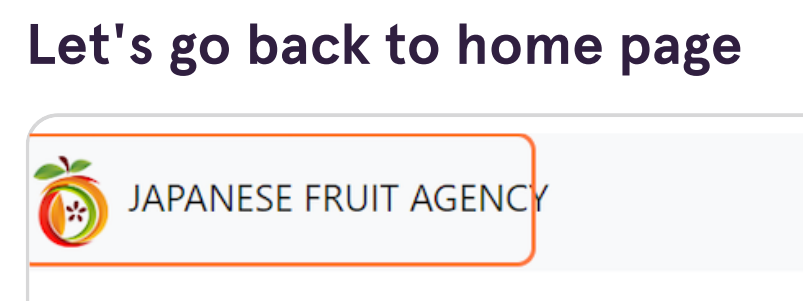 Let's go back to home page
JAPANESE FRUIT AGENCY